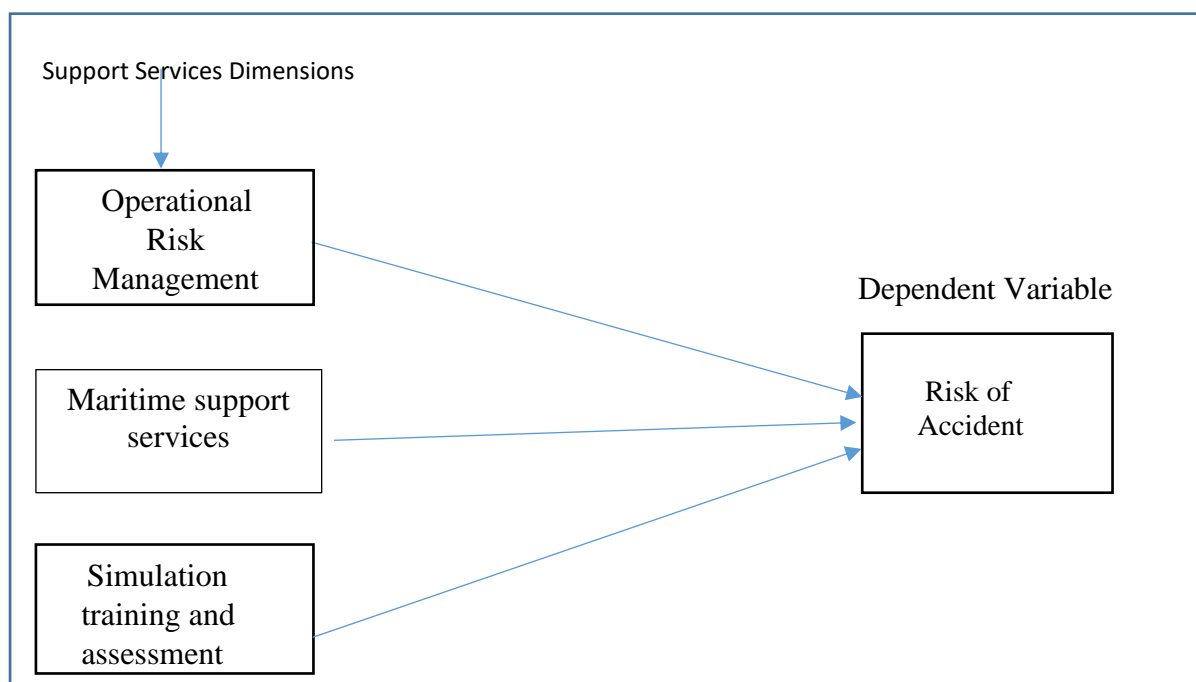 Support Services Dimensions
Operational
Risk
Management
Dependent Variable
Maritime support
services
Risk of
Accident
Simulation
training and
assessment